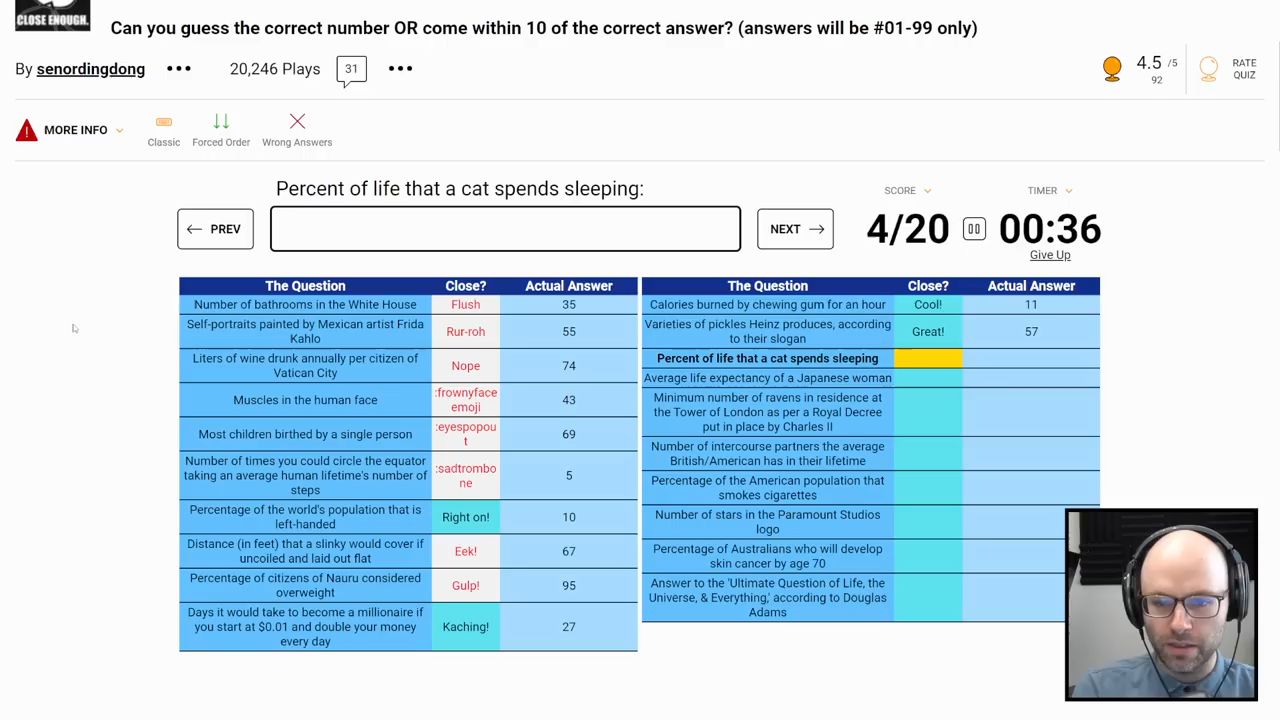 CLOSE ENOUGH.
Can you guess the correct number OR come within 10 of the correct answer? (answers will be #01-99 only)
By senordingdong ••• 20,246 Plays 31 •••
4.5 /5
92
RATE
QUIZ
MORE INFO
Classic
Forced Order
Wrong Answers
Percent of life that a cat spends sleeping:
← PREV
NEXT →
SCORE
4/20
TIMER
00:36
Give Up
The Question Close? Actual Answer
Number of bathrooms in the White House Flush 35
Self-portraits painted by Mexican artist Frida
Kahlo
Rur-roh 55
Liters of wine drunk annually per citizen of
Vatican City
Nope 74
Muscles in the human face
:frownyface
emoji
43
Most children birthed by a single person
:eyespopou
t
69
Number of times you could circle the equator
taking an average human lifetime's number of
steps
:sadtrombo
ne
5
Percentage of the world's population that is
left-handed
Right on! 10
Distance (in feet) that a slinky would cover if
uncoiled and laid out flat
Eek! 67
Percentage of citizens of Nauru considered
overweight
Gulp! 95
Days it would take to become a millionaire if
you start at $0.01 and double your money
every day
Kaching! 27
The Question Close? Actual Answer
Calories burned by chewing gum for an hour Cool! 11
Varieties of pickles Heinz produces, according
to their slogan
Great! 57
Percent of life that a cat spends sleeping
Average life expectancy of a Japanese woman
Minimum number of ravens in residence at
the Tower of London as per a Royal Decree
put in place by Charles II
Number of intercourse partners the average
British/American has in their lifetime
Percentage of the American population that
smokes cigarettes
Number of stars in the Paramount Studios
logo
Percentage of Australians who will develop
skin cancer by age 70
Answer to the 'Ultimate Question of Life, the
Universe, & Everything,' according to Douglas
Adams